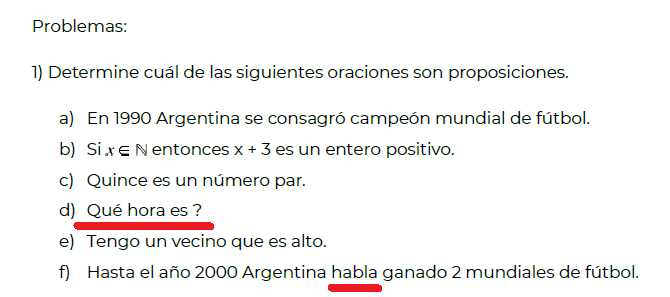 Problemas:
1) Determine cuál de las siguientes oraciones son proposiciones.
a) En 1990 Argentina se consagró campeón mundial de fútbol.
b) Si x ∈ ℕ entonces x + 3 es un entero positivo.
c) Quince es un número par.
d) Qué hora es ?
e) Tengo un vecino que es alto.
f) Hasta el año 2000 Argentina habla ganado 2 mundiales de fútbol.